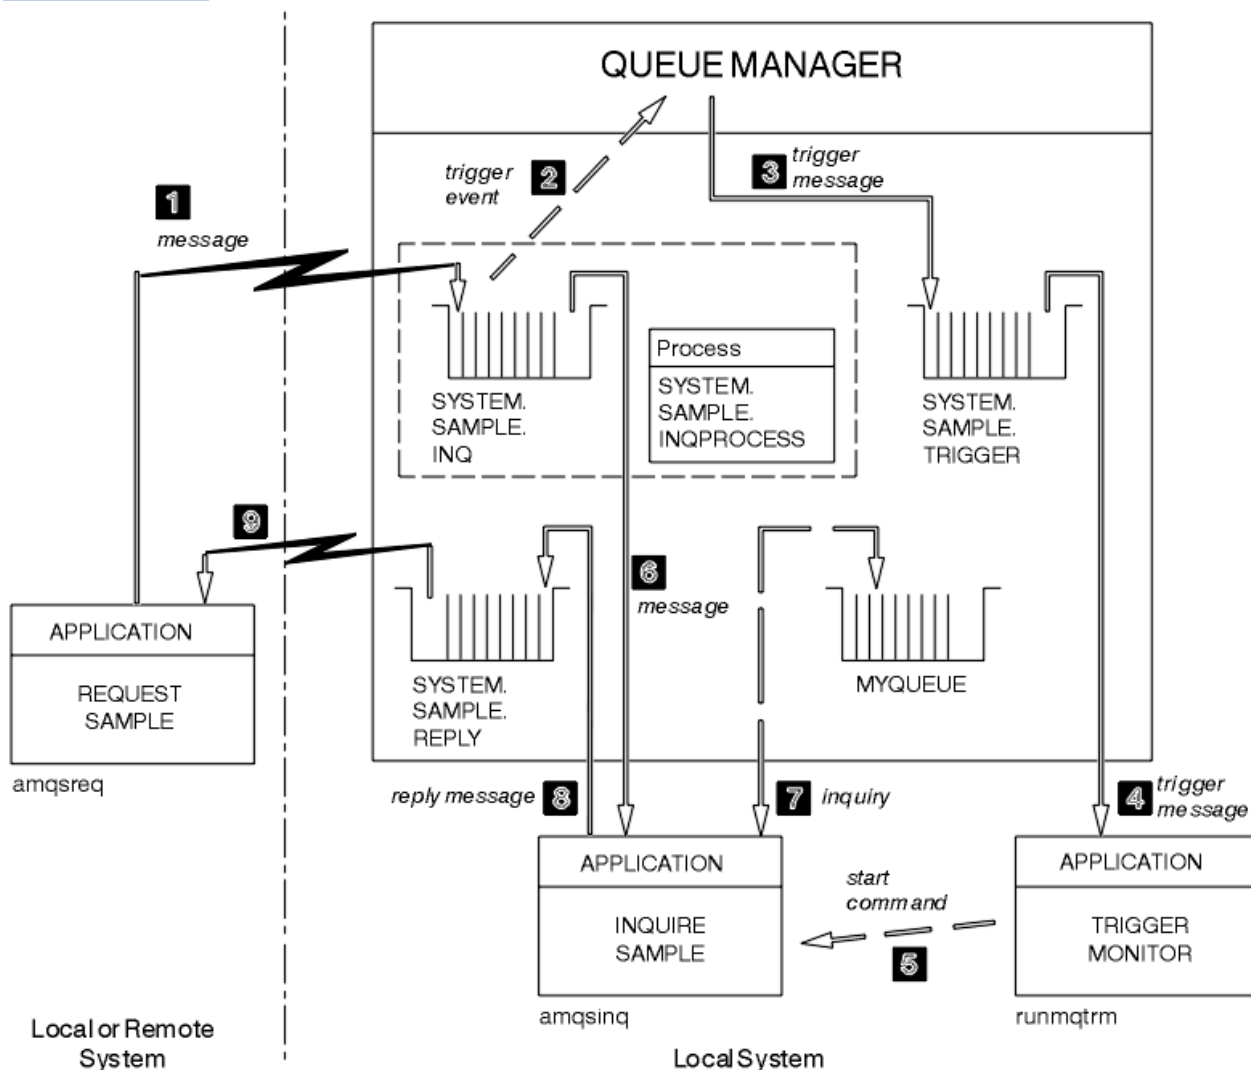 QUEUE MANAGER
trigger
event
2
3
trigger
message
1
message
Process
SYSTEM.
SAMPLE.
INQPROCESS
SYSTEM.
SAMPLE.
INQ
SYSTEM.
SAMPLE.
TRIGGER
9
6
message
APPLICATION
REQUEST
SAMPLE
amqsreq
SYSTEM.
SAMPLE.
REPLY
MYQUEUE
reply message
8
7
inquiry
4
trigger
message
APPLICATION
INQUIRE
SAMPLE
amqsinq
start
command
5
APPLICATION
TRIGGER
MONITOR
runmqtrm
Local or Remote
System
Local System